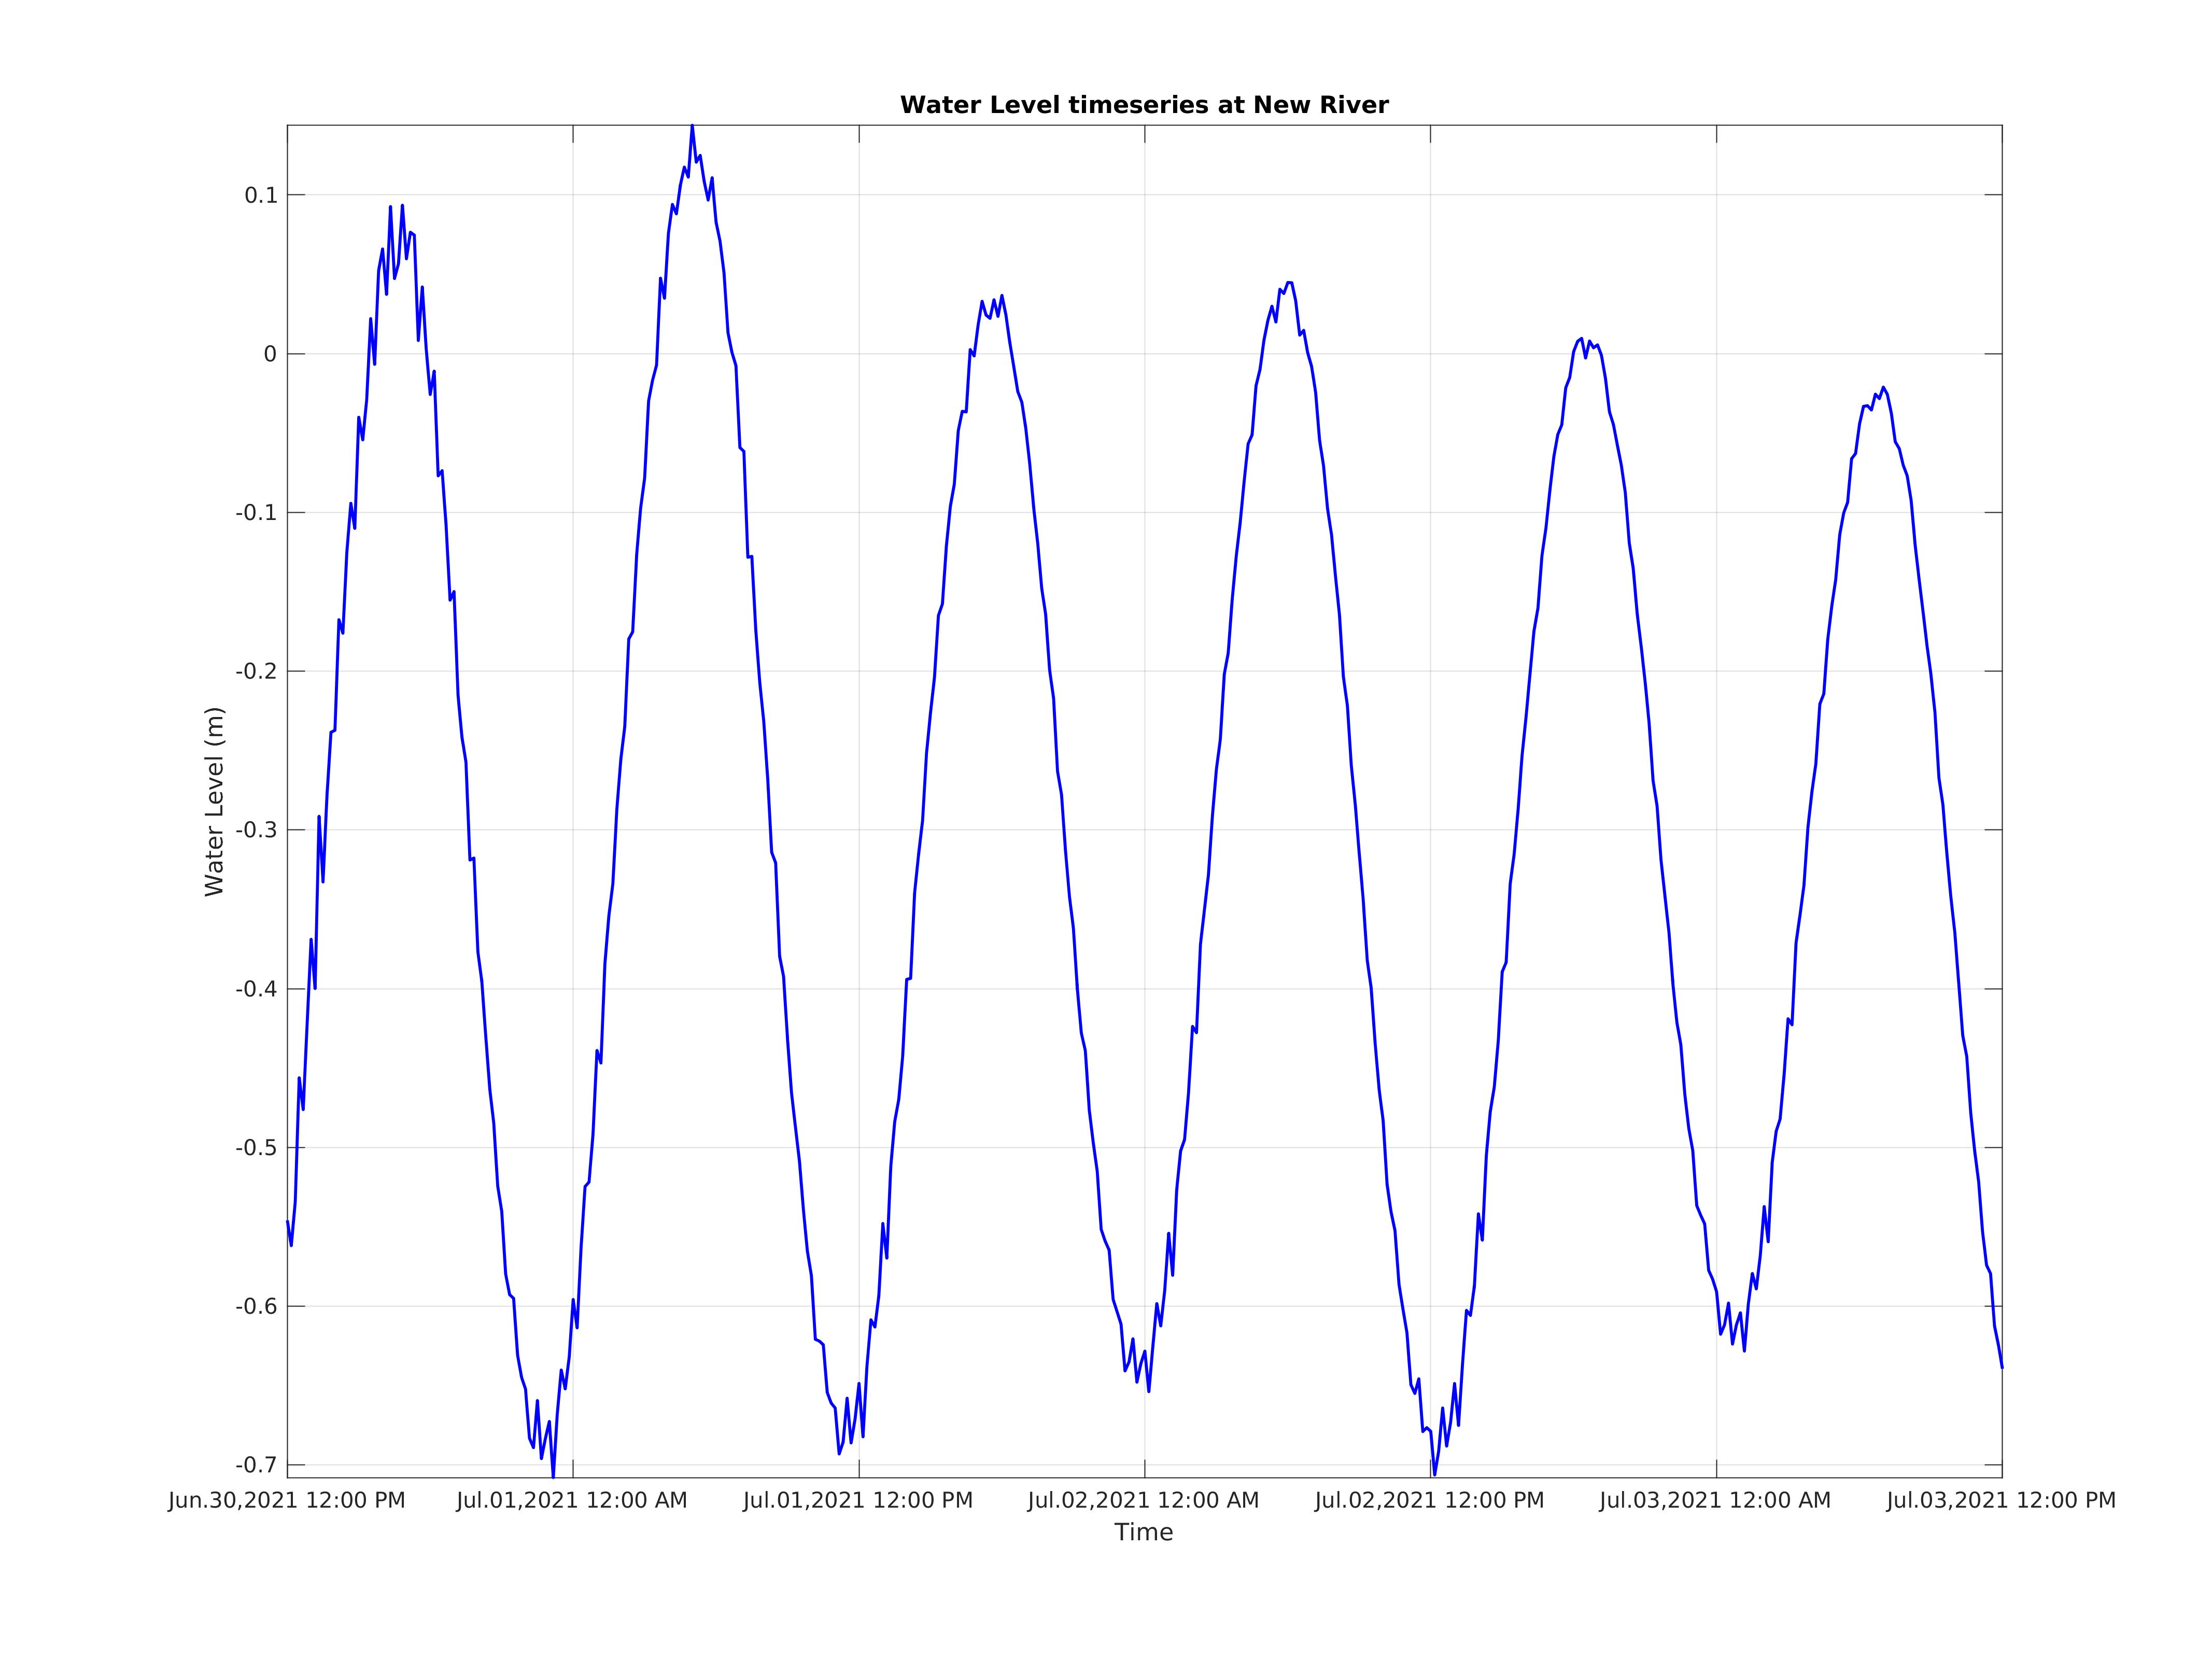 Water Level timeseries at New River
0.1
0
-0.1
-0.2
-0.3
-0.4
-0.5
-0.6
-0.7
Water Level (m)
Jun.30,2021 12:00 PM
Jul.01,2021 12:00 AM
Jul.01,2021 12:00 PM
Jul.02,2021 12:00 AM
Jul.02,2021 12:00 PM
Jul.03,2021 12:00 AM
Jul.03,2021 12:00 PM
Time